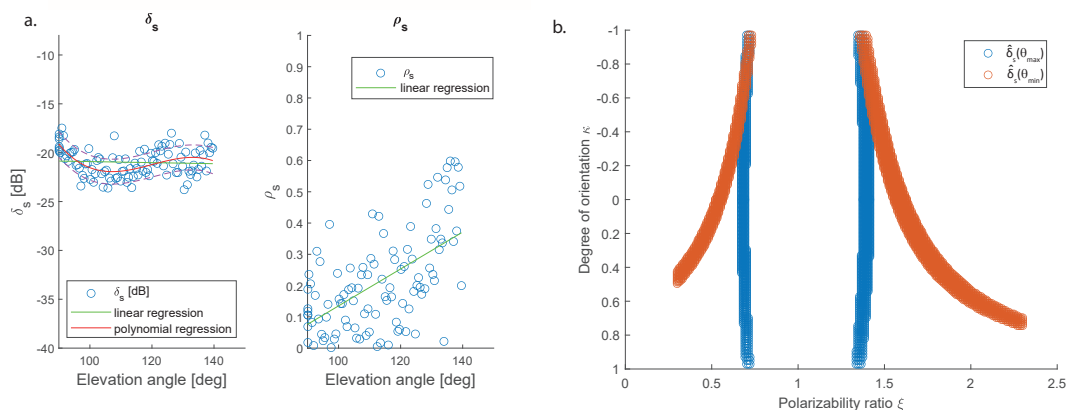 a.
δs
δs [dB]
-10
-15
-20
-25
-30
-35
-40
100
120
140
Elevation angle [deg]
δs [dB]
linear regression
polynomial regression
ρs
ρs
1
0.9
0.8
0.7
0.6
0.5
0.4
0.3
0.2
0.1
0
100
120
140
Elevation angle [deg]
ρs
linear regression
b.
Degree of orientation κ
-1
-0.8
-0.6
-0.4
-0.2
0
0.2
0.4
0.6
0.8
1
0
0.5
1
1.5
2
2.5
Polarizability ratio ξ
δ̂s(θmax)
δ̂s(θmin)